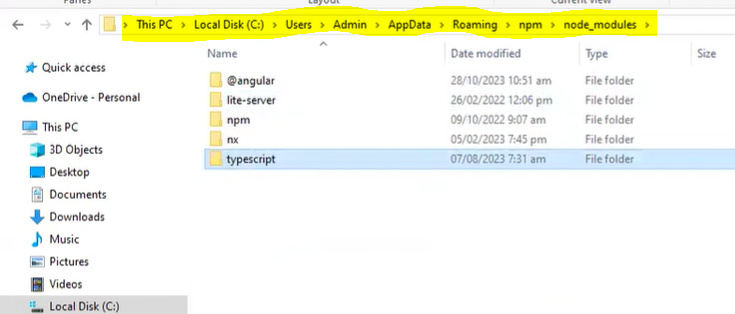 Layout
This PC > Local Disk (C:) > Users > Admin > AppData > Roaming > npm > node_modules >
Name Date modified Type Size
Quick access
OneDrive - Personal
This PC
3D Objects
Desktop
Documents
Downloads
Music
Pictures
Videos
Local Disk (C:)
@angular 28/10/2023 10:51 am File folder
lite-server 26/02/2022 12:06 pm File folder
npm 09/10/2022 9:07 am File folder
nx 05/02/2023 7:45 pm File folder
typescript 07/08/2023 7:31 am File folder